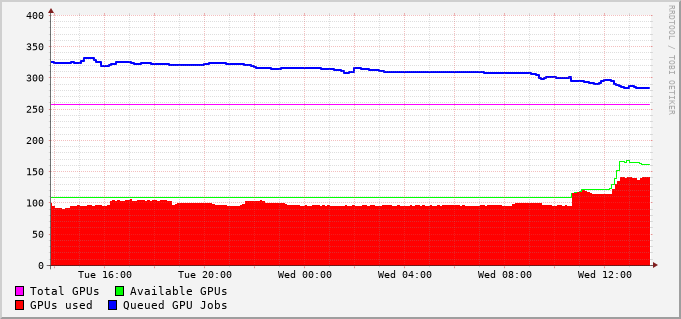 400
350
300
250
200
150
100
50
0
Tue 16:00 Tue 20:00 Wed 00:00 Wed 04:00 Wed 08:00 Wed 12:00
Total GPUs Available GPUs
GPUs used Queued GPU Jobs
RRDTOOL / TOBI OETIKER